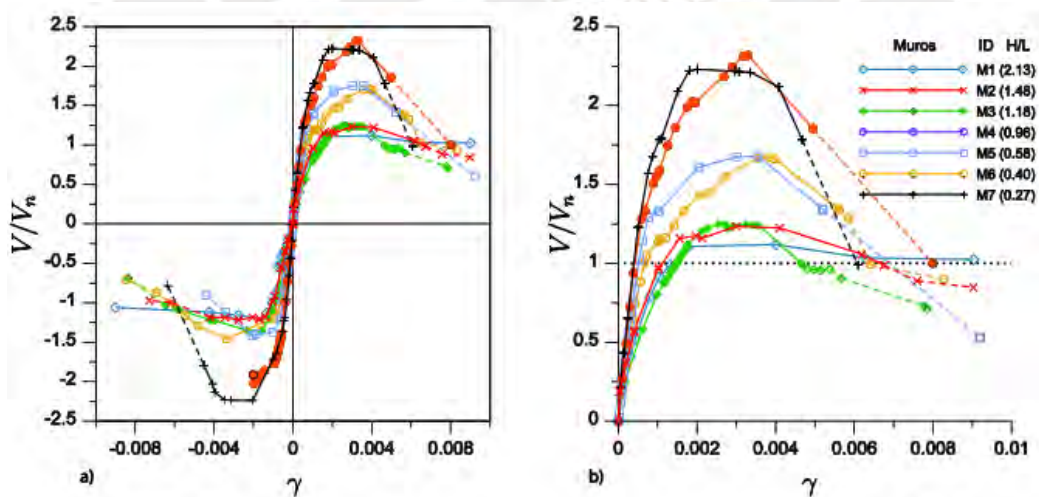 2.5
2
1.5
1
0.5
0
-0.5
-1
-1.5
-2
-2.5
V/Vn
-0.008 -0.004 0 0.004 0.008
a) γ
2.5
2
1.5
1
0.5
0
V/Vn
0 0.002 0.004 0.006 0.008 0.01
b) γ
Muros ID H/L
M1 (2.13)
M2 (1.48)
M3 (1.18)
M4 (0.96)
M5 (0.58)
M6 (0.40)
M7 (0.27)